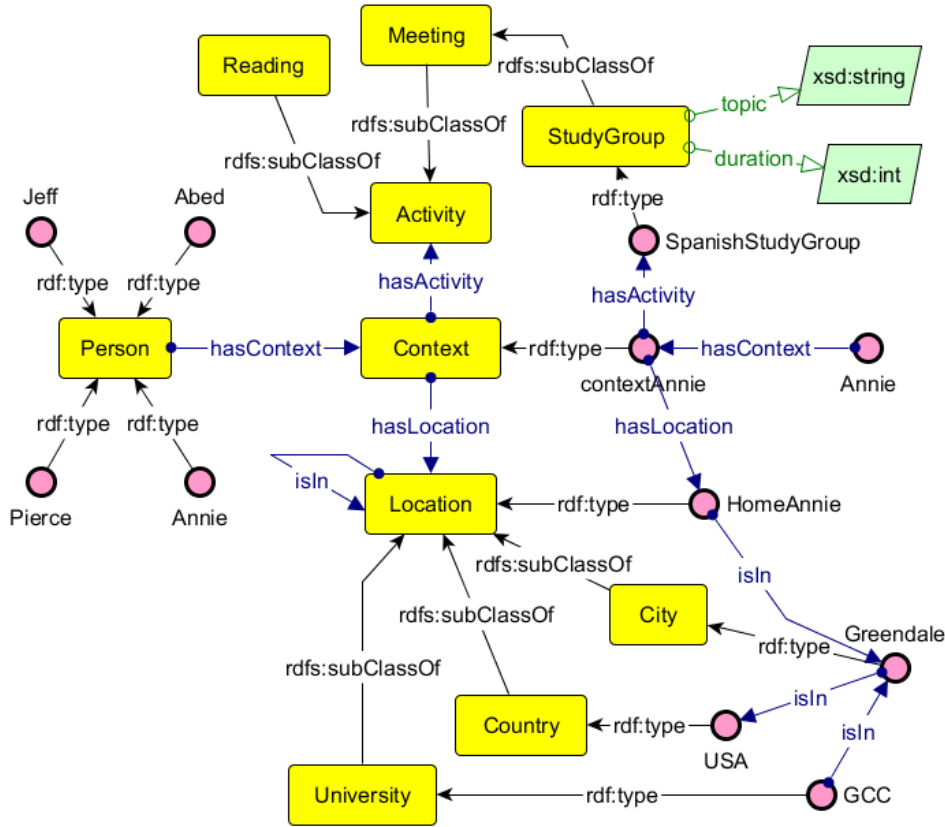 Meeting
Reading
rdfs:subClassOf
xsd:string
topic
rdfs:subClassOf
StudyGroup
rdfs:subClassOf
duration
xsd:int
Jeff
Abed
rdf:type
Activity
SpanishStudyGroup
rdf:type
rdf:type
hasActivity
hasActivity
Person
hasContext
Context
rdf:type
hasContext
contextAnnie
Annie
rdf:type
rdf:type
hasLocation
hasLocation
isIn
Location
rdf:type
HomeAnnie
Pierce
Annie
rdfs:subClassOf
isIn
rdfs:subClassOf
City
Greendale
rdf:type
rdfs:subClassOf
isIn
Country
rdf:type
isIn
USA
University
rdf:type
GCC